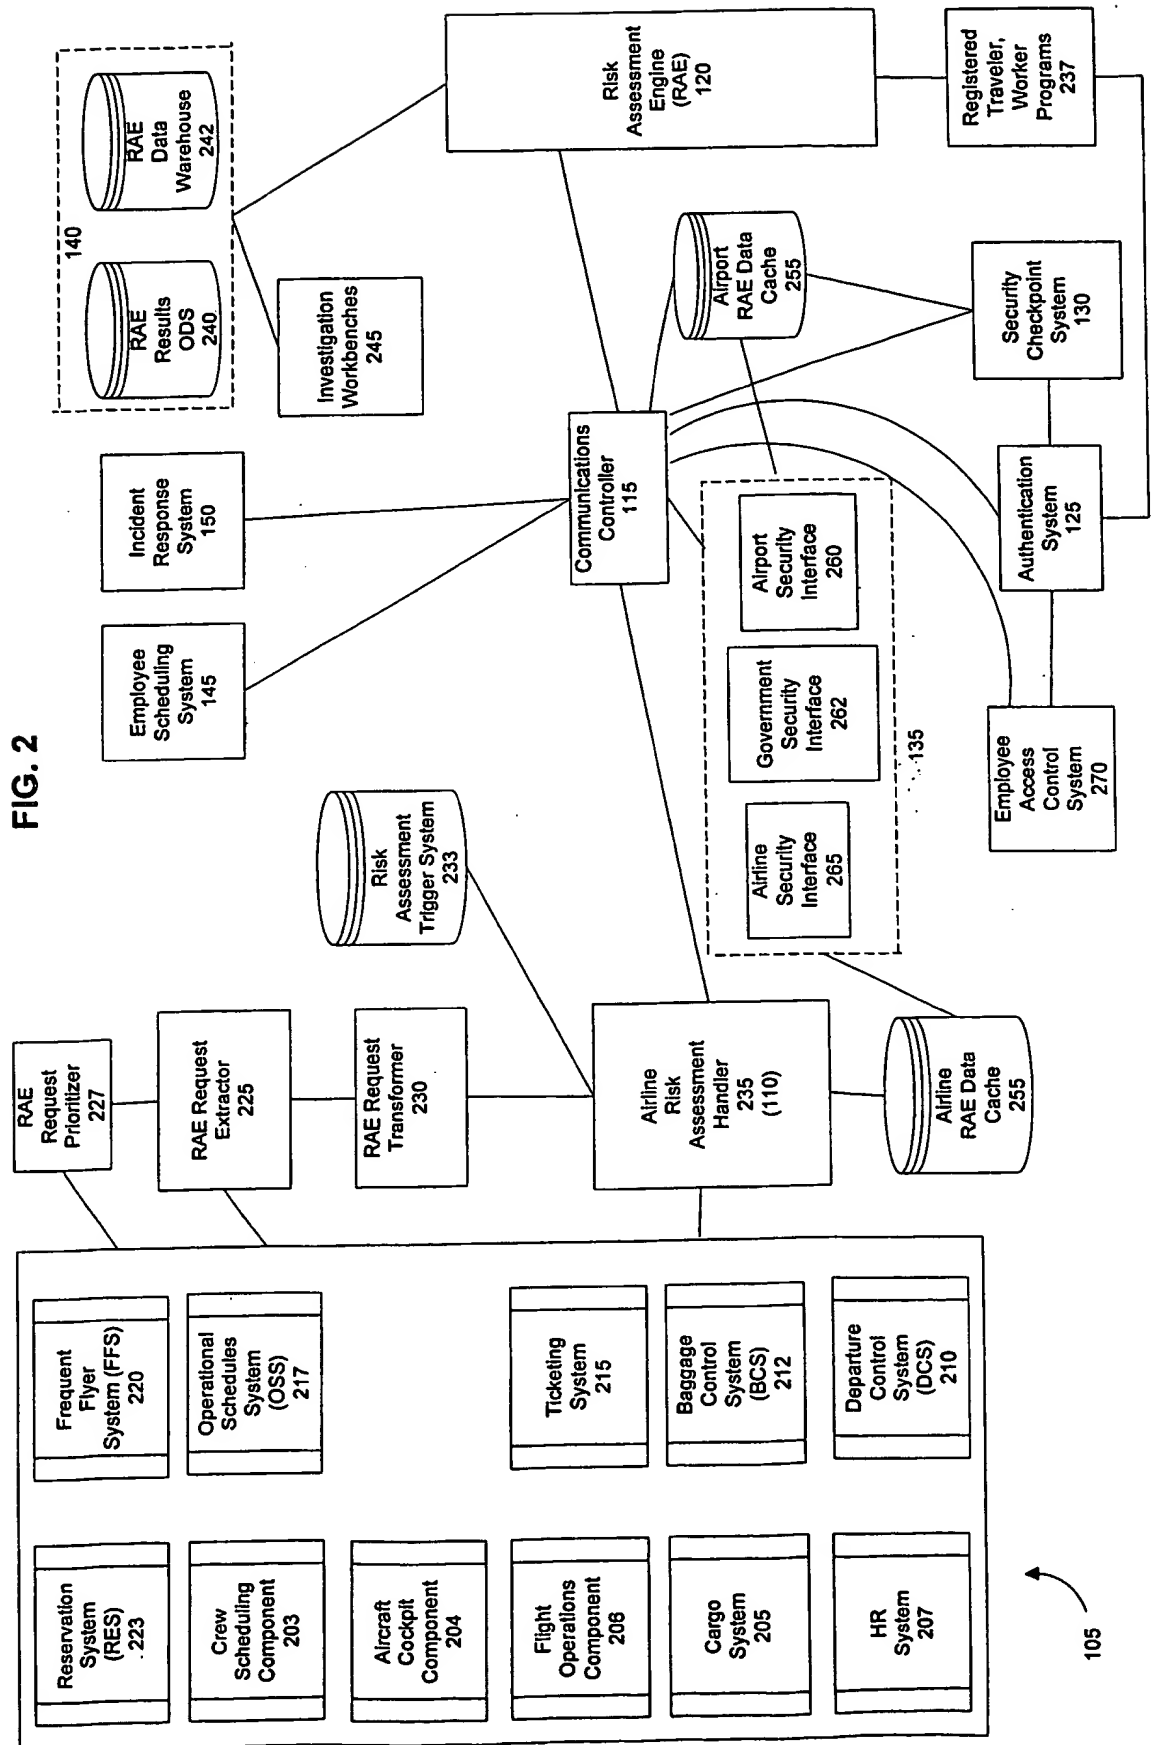 FIG. 2
Reservation
System
(RES)
223
Crew
Scheduling
Component
203
Aircraft
Cockpit
Component
204
Flight
Operations
Component
206
Cargo
System
205
HR
System
207
105
Frequent
Flyer
System (FFS)
220
Operational
Schedules
System
(OSS)
217
Ticketing
System
215
Baggage
Control
System
(BCS)
212
Departure
Control
System
(DCS)
210
RAE
Request
Prioritizer
227
RAE Request
Extractor
225
RAE Request
Transformer
230
Airline
Risk
Assessment
Handler
235
(110)
Airline
RAE Data
Cache
255
Risk
Assessment
Trigger System
233
Employee
Scheduling
System
145
Incident
Response
System
150
Communications
Controller
115
Airline
Security
Interface
265
Government
Security
Interface
262
Airport
Security
Interface
260
135
Employee
Access
Control
System
270
Authentication
System
125
Security
Checkpoint
System
130
Airport
RAE Data
Cache
255
140
RAE
Results
ODS
240
RAE
Data
Warehouse
242
Investigation
Workbenches
245
Risk
Assessment
Engine
(RAE)
120
Registered
Traveler,
Worker
Programs
237